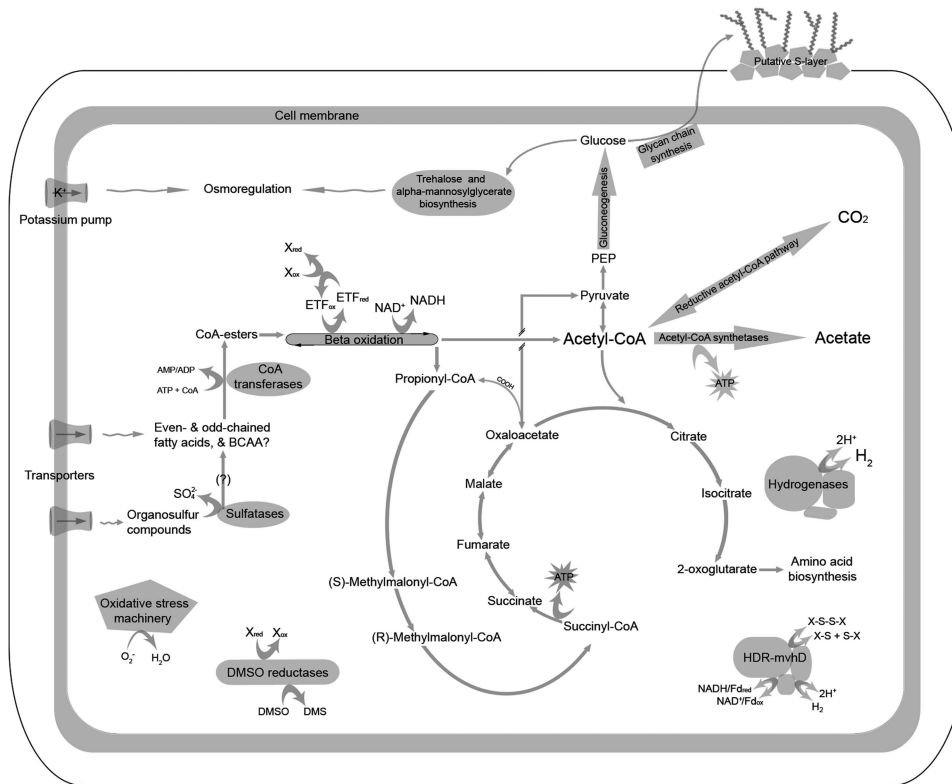 Putative S-layer
Cell membrane
Glucose
Glycan chain
synthesis
K⁺
Potassium pump
Osmoregulation
Trehalose and
alpha-mannosylglycerate
biosynthesis
Gluconeogenesis
PEP
CO₂
Reductive acetyl-CoA pathway
Xred
Xox
ETFox
ETFred
NAD⁺
NADH
Pyruvate
CoA-esters
Beta oxidation
Acetyl-CoA
Acetyl-CoA synthetases
Acetate
ATP
AMP/ADP
ATP + CoA
CoA
transferases
Propionyl-CoA
COOH
Even- & odd-chained
fatty acids, & BCAA?
Transporters
(?)
SO₄²⁻
Sulfatases
Organosulfur
compounds
Oxaloacetate
Citrate
Malate
Isocitrate
Fumarate
2-oxoglutarate
Amino acid
biosynthesis
2H⁺
H₂
Hydrogenases
(S)-Methylmalonyl-CoA
ATP
Succinate
Succinyl-CoA
(R)-Methylmalonyl-CoA
Oxidative stress
machinery
O₂⁻
H₂O
Xred
Xox
DMSO reductases
DMSO
DMS
X-S-S-X
X-S + S-X
HDR-mvhD
NADH/Fdred
NAD⁺/Fdox
2H⁺
H₂